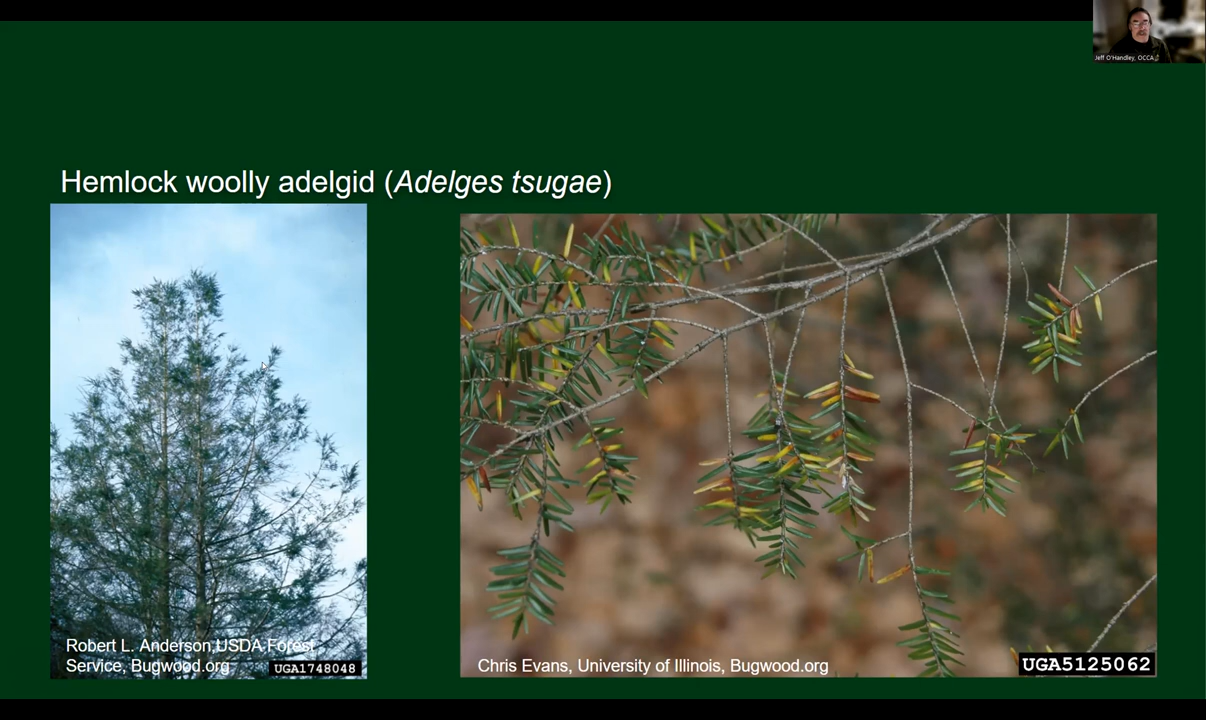 Jeff O'Handley, OCCA
Hemlock woolly adelgid (Adelges tsugae)
Robert L. Anderson,USDA Forest
Service, Bugwood.org
UGA1748048
Chris Evans, University of Illinois, Bugwood.org
UGA5125062